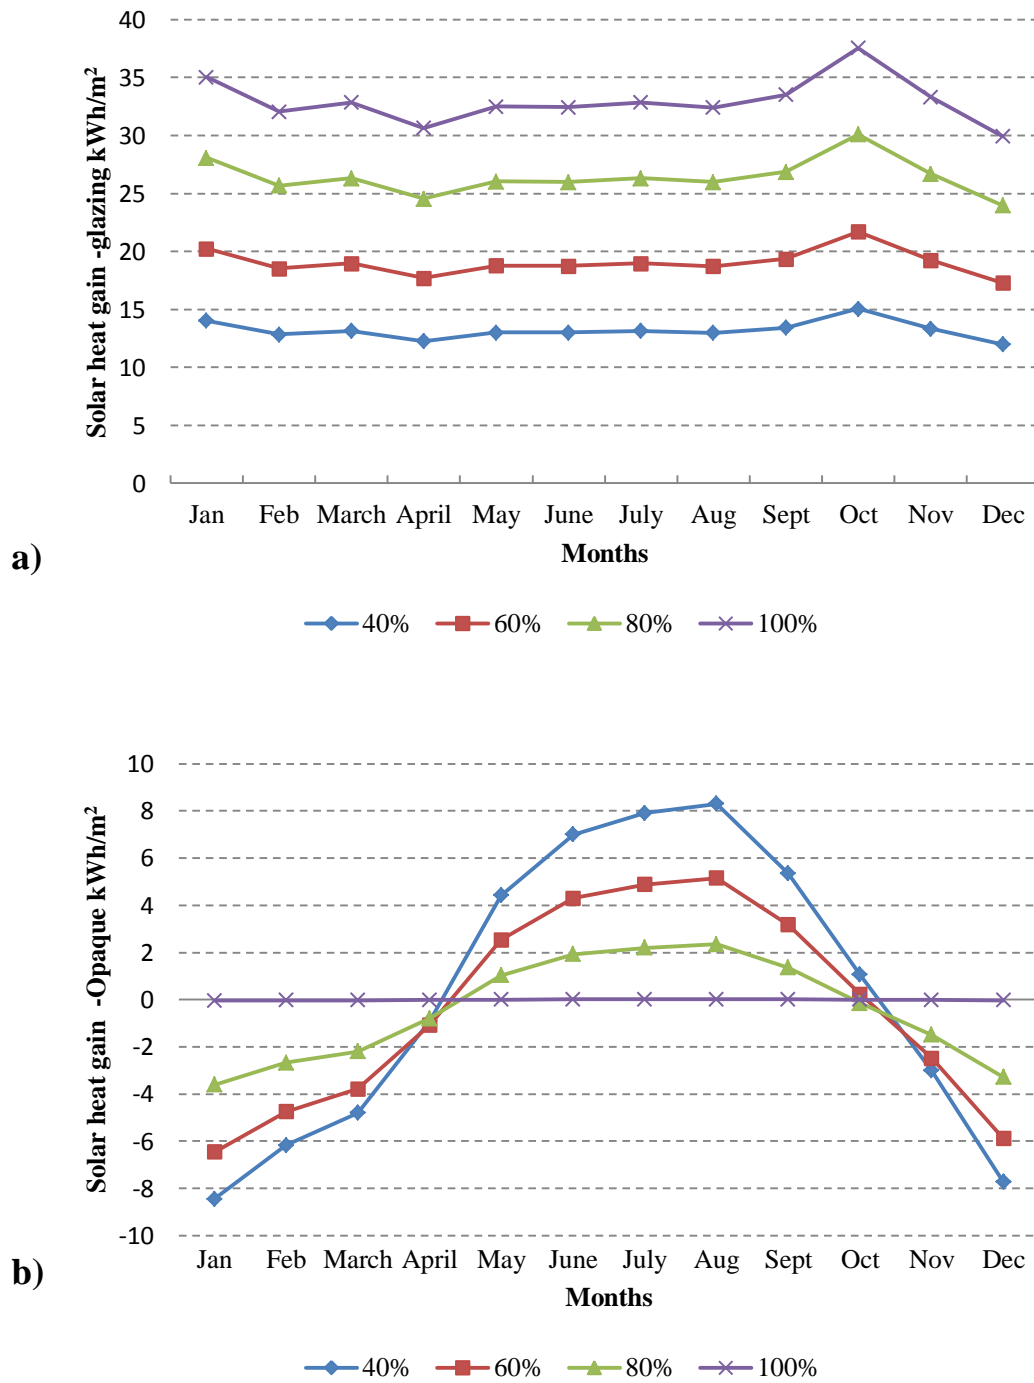 40
35
30
25
20
15
10
5
0
Solar heat gain -glazing kWh/m²
Jan Feb March April May June July Aug Sept Oct Nov Dec
Months
a)
40% 60% 80% 100%
10
8
6
4
2
0
-2
-4
-6
-8
-10
Solar heat gain -Opaque kWh/m²
Jan Feb March April May June July Aug Sept Oct Nov Dec
Months
b)
40% 60% 80% 100%